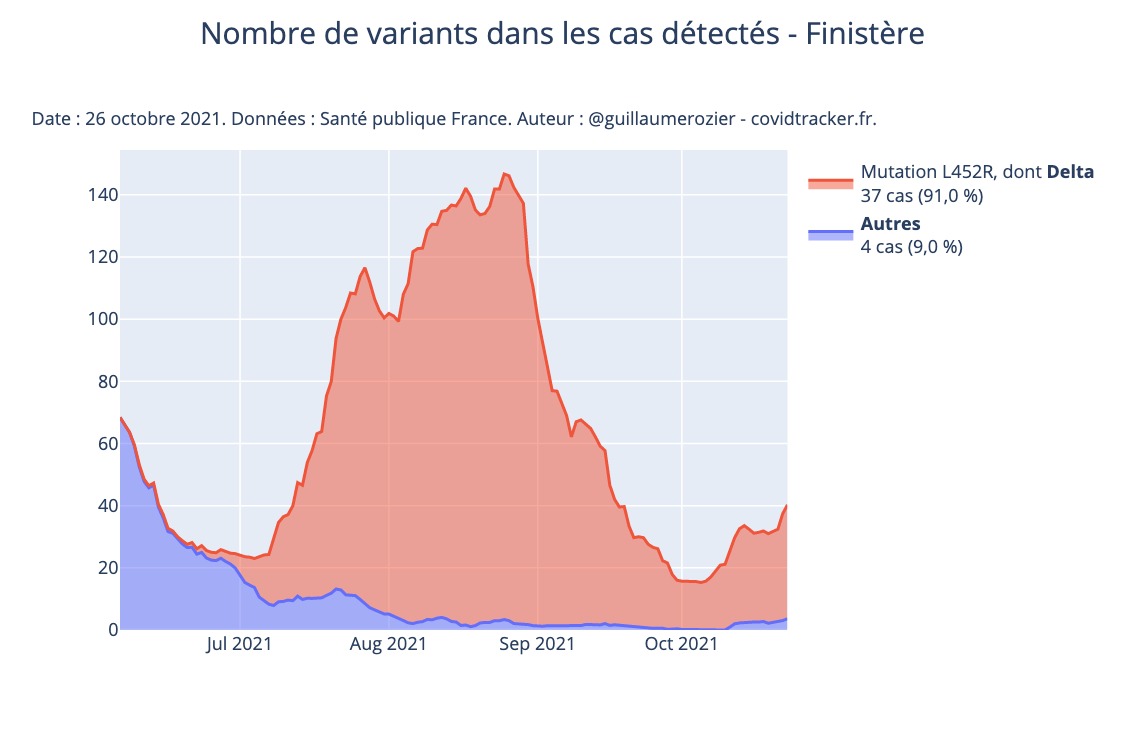 Nombre de variants dans les cas détectés - Finistère
Date : 26 octobre 2021. Données : Santé publique France. Auteur : @guillaumerozier - covidtracker.fr.
Mutation L452R, dont Delta
37 cas (91,0 %)
Autres
4 cas (9,0 %)
140
120
100
80
60
40
20
0
Jul 2021 Aug 2021 Sep 2021 Oct 2021